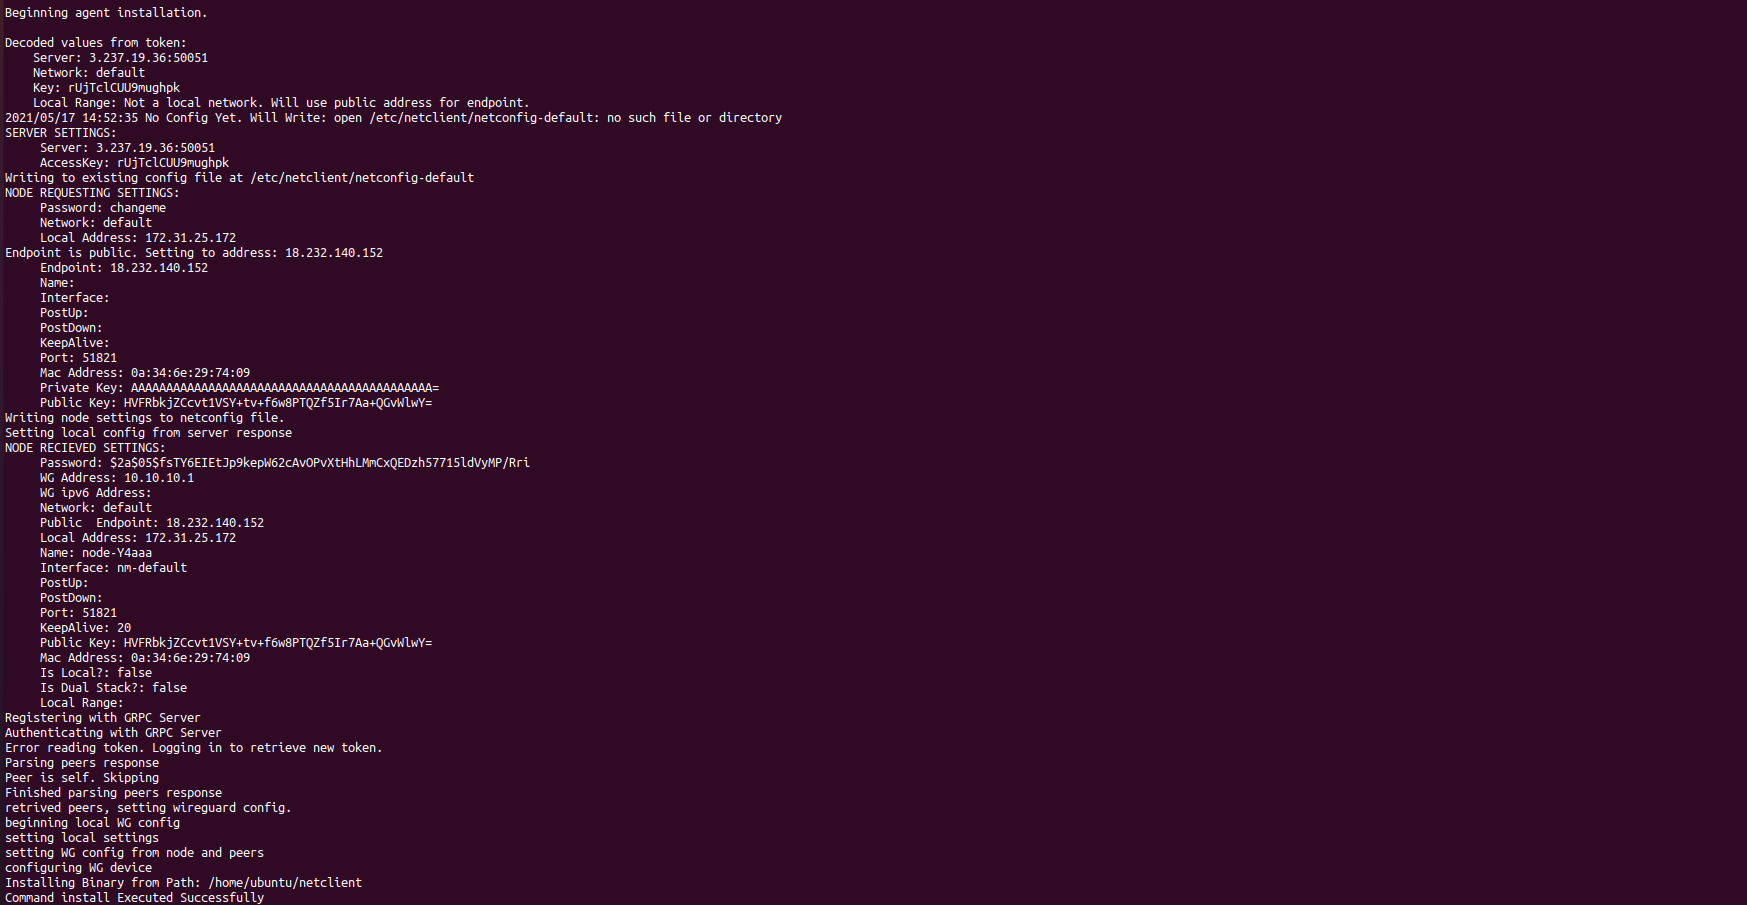 Beginning agent installation.

Decoded values from token:
    Server: 3.237.19.36:50051
    Network: default
    Key: rUjTclCUU9mughpk
    Local Range: Not a local network. Will use public address for endpoint.
2021/05/17 14:52:35 No Config Yet. Will Write: open /etc/netclient/netconfig-default: no such file or directory
SERVER SETTINGS:
     Server: 3.237.19.36:50051
     AccessKey: rUjTclCUU9mughpk
Writing to existing config file at /etc/netclient/netconfig-default
NODE REQUESTING SETTINGS:
     Password: changeme
     Network: default
     Local Address: 172.31.25.172
Endpoint is public. Setting to address: 18.232.140.152
     Endpoint: 18.232.140.152
     Name:
     Interface:
     PostUp:
     PostDown:
     KeepAlive:
     Port: 51821
     Mac Address: 0a:34:6e:29:74:09
     Private Key: AAAAAAAAAAAAAAAAAAAAAAAAAAAAAAAAAAAAAAAAAAA=
     Public Key: HVFRbkjZCcvt1VSY+tv+f6w8PTQZf5Ir7Aa+QGvWlwY=
Writing node settings to netconfig file.
Setting local config from server response
NODE RECIEVED SETTINGS:
     Password: $2a$05$fsTY6EIEtJp9kepW62cAvOPvXtHhLMmCxQEDzh57715ldVyMP/Rri
     WG Address: 10.10.10.1
     WG ipv6 Address:
     Network: default
     Public  Endpoint: 18.232.140.152
     Local Address: 172.31.25.172
     Name: node-Y4aaa
     Interface: nm-default
     PostUp:
     PostDown:
     Port: 51821
     KeepAlive: 20
     Public Key: HVFRbkjZCcvt1VSY+tv+f6w8PTQZf5Ir7Aa+QGvWlwY=
     Mac Address: 0a:34:6e:29:74:09
     Is Local?: false
     Is Dual Stack?: false
     Local Range:
Registering with GRPC Server
Authenticating with GRPC Server
Error reading token. Logging in to retrieve new token.
Parsing peers response
Peer is self. Skipping
Finished parsing peers response
retrived peers, setting wireguard config.
beginning local WG config
setting local settings
setting WG config from node and peers
configuring WG device
Installing Binary from Path: /home/ubuntu/netclient
Command install Executed Successfully